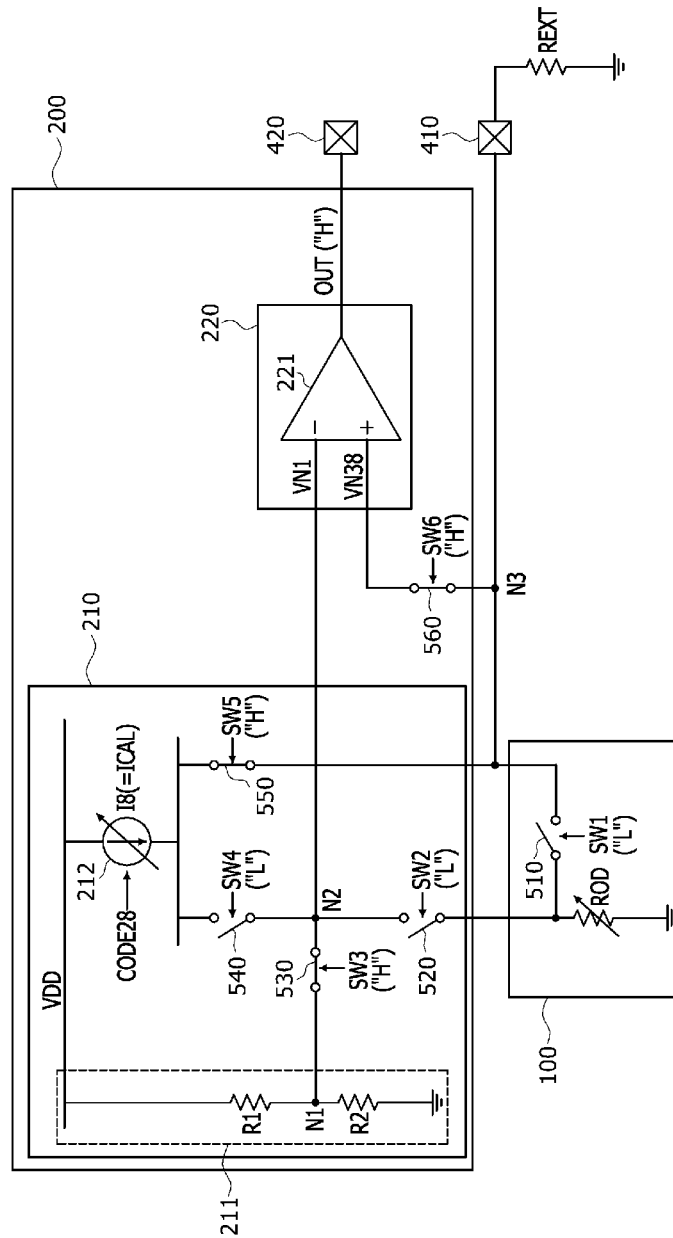 200
210
220
420
410
REXT
VDD
212
I8(=ICAL)
CODE28
221
OUT ("H")
VN1
VN38
−
+
SW4
("L")
540
SW5
("H")
550
R1
N1
R2
211
530
SW3
("H")
N2
SW2
("L")
520
SW6
("H")
560
N3
510
SW1
("L")
ROD
100